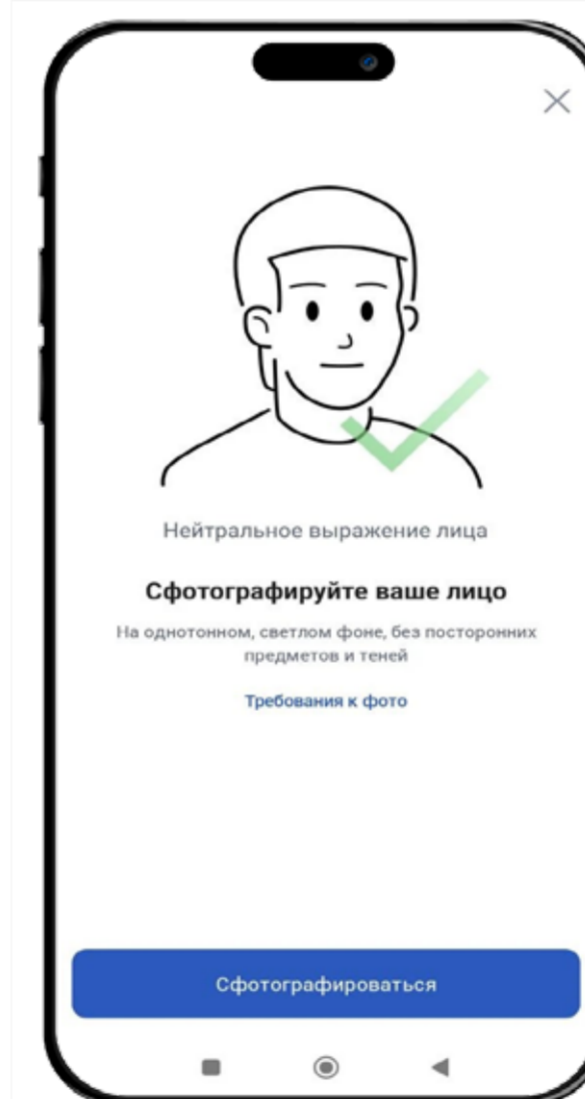 Нейтральное выражение лица
Сфотографируйте ваше лицо
На однотонном, светлом фоне, без посторонних
предметов и теней
Требования к фото
Сфотографироваться